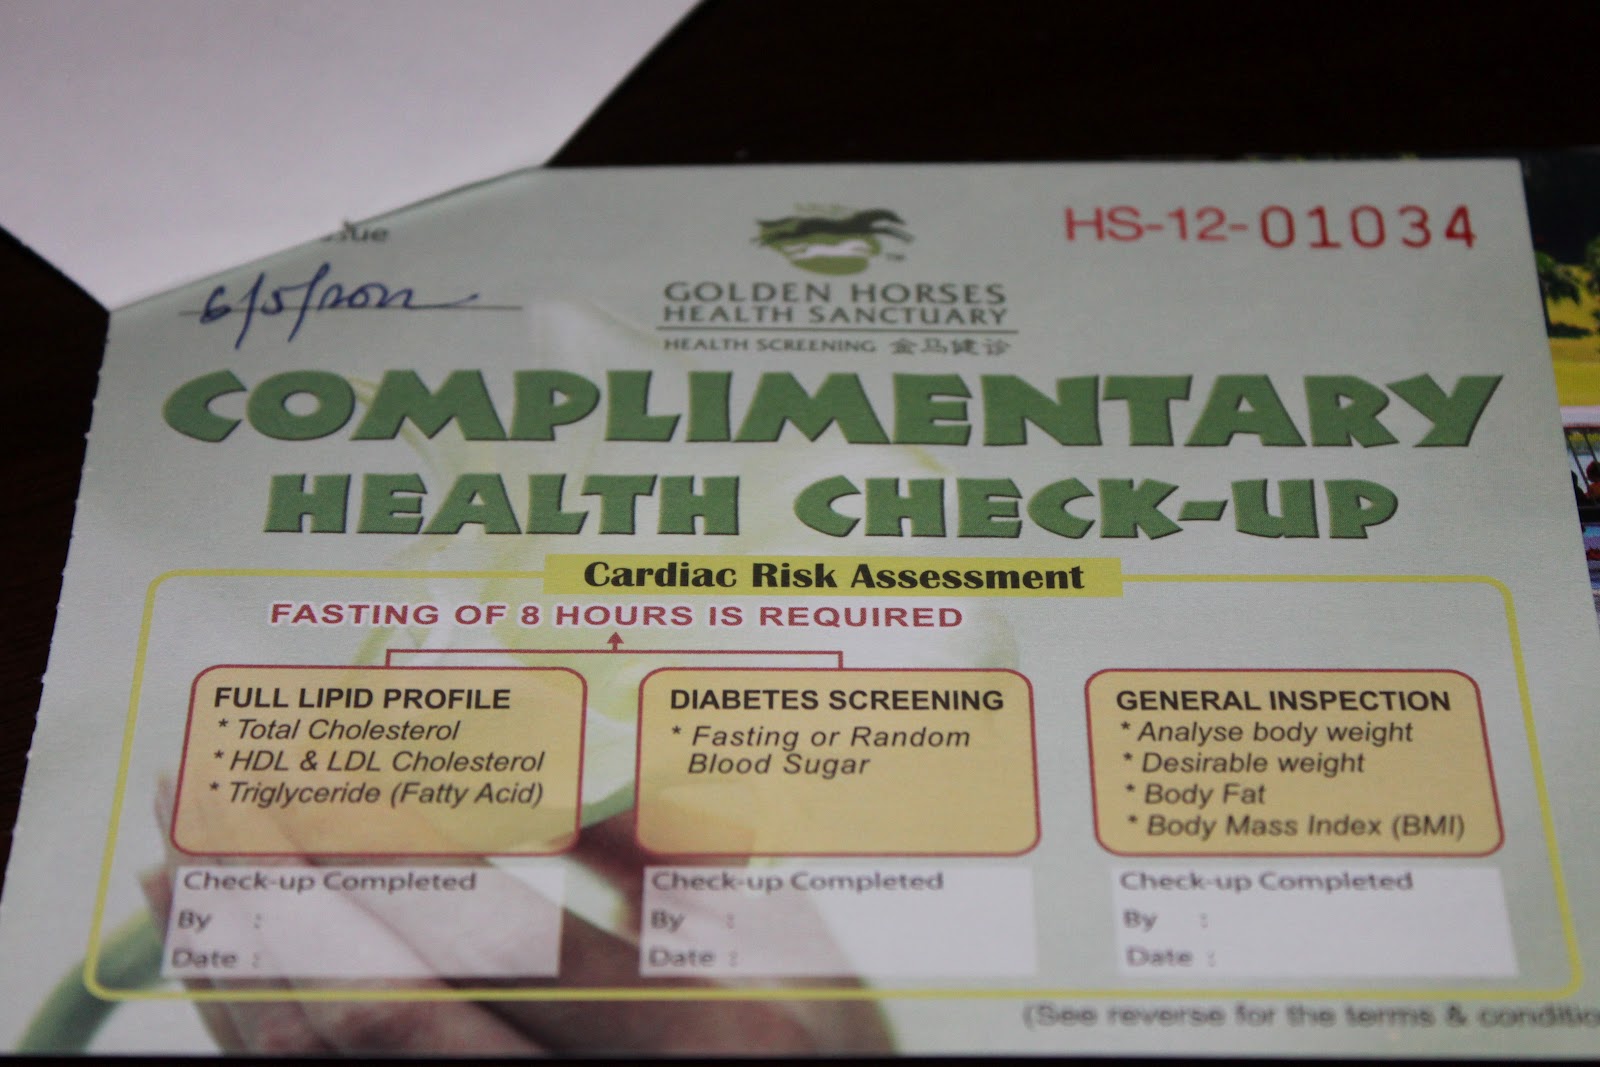 6/5/2012
HS-12-01034
GOLDEN HORSES
HEALTH SANCTUARY
HEALTH SCREENING 金马健诊
COMPLIMENTARY
HEALTH CHECK-UP
Cardiac Risk Assessment
FASTING OF 8 HOURS IS REQUIRED
FULL LIPID PROFILE
* Total Cholesterol
* HDL & LDL Cholesterol
* Triglyceride (Fatty Acid)
DIABETES SCREENING
* Fasting or Random
Blood Sugar
GENERAL INSPECTION
* Analyse body weight
* Desirable weight
* Body Fat
* Body Mass Index (BMI)
Check-up Completed
By :
Date :
Check-up Completed
By :
Date :
Check-up Completed
By :
Date :
(See reverse for the terms &